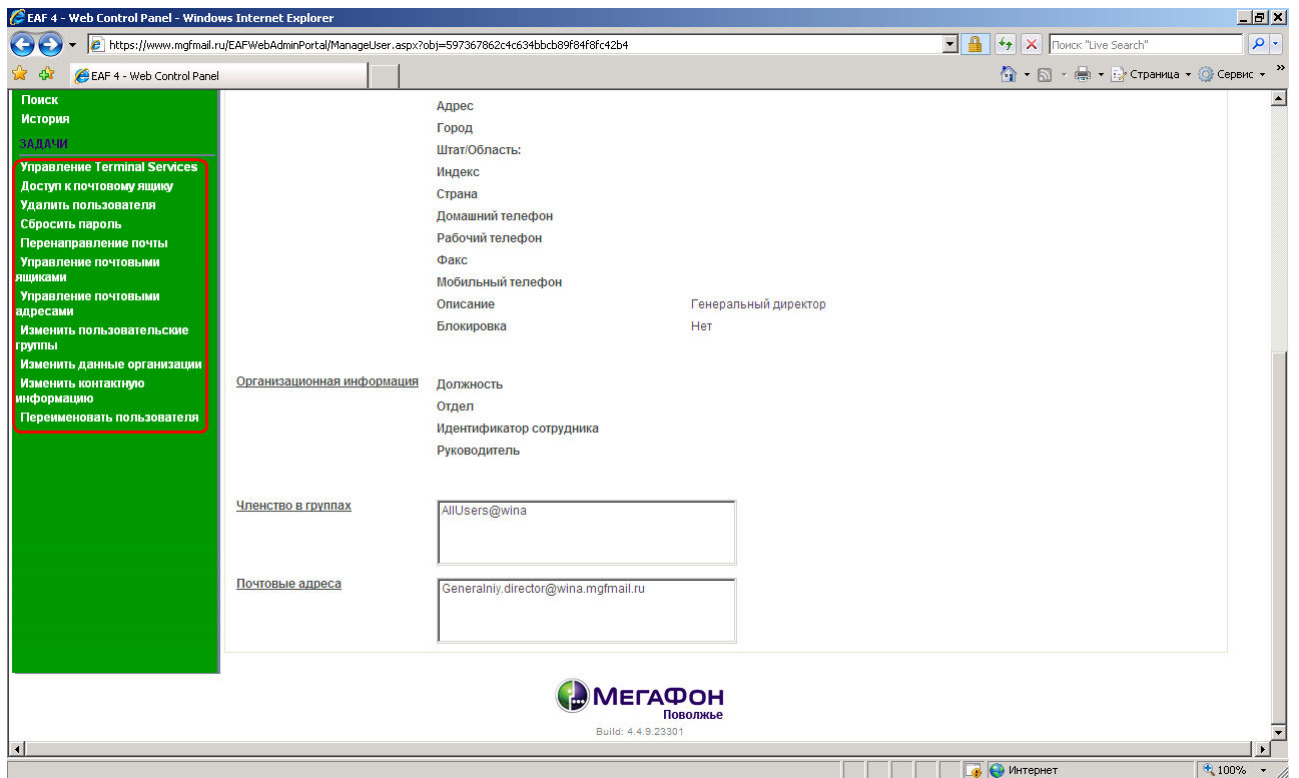 EAF 4 - Web Control Panel - Windows Internet Explorer
https://www.mgfmail.ru/EAFWebAdminPortal/ManageUser.aspx?obj=597367862c4c634bbcb89f84f8fc42b4
Поиск "Live Search"
EAF 4 - Web Control Panel
Страница
Сервис
»
Поиск
История
ЗАДАЧИ
Управление Terminal Services
Доступ к почтовому ящику
Удалить пользователя
Сбросить пароль
Перенаправление почты
Управление почтовыми
ящиками
Управление почтовыми
адресами
Изменить пользовательские
группы
Изменить данные организации
Изменить контактную
информацию
Переименовать пользователя
Адрес
Город
Штат/Область:
Индекс
Страна
Домашний телефон
Рабочий телефон
Факс
Мобильный телефон
Описание Генеральный директор
Блокировка Нет
Организационная информация Должность
Отдел
Идентификатор сотрудника
Руководитель
Членство в группах AllUsers@wina
Почтовые адреса Generalniy.director@wina.mgfmail.ru
МЕГАФОН
Поволжье
Build: 4.4.9.23301
Интернет
100%